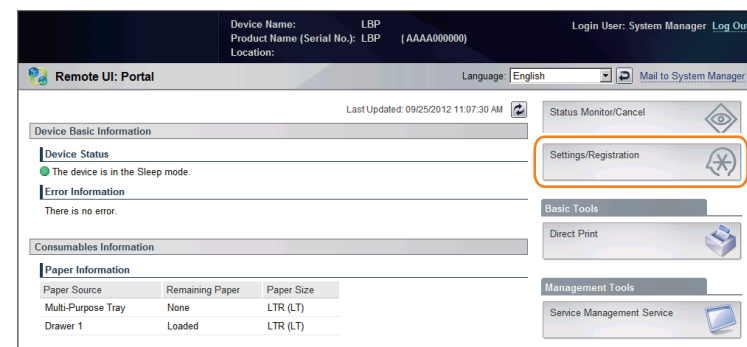 Device Name: LBP
Product Name (Serial No.): LBP (AAAA000000)
Location:
Login User: System Manager Log Out
Remote UI: Portal
Language: English
Mail to System Manager
Last Updated: 09/25/2012 11:07:30 AM
Device Basic Information
Device Status
The device is in the Sleep mode.
Error Information
There is no error.
Consumables Information
Paper Information
Paper Source Remaining Paper Paper Size
Multi-Purpose Tray None LTR (LT)
Drawer 1 Loaded LTR (LT)
Status Monitor/Cancel
Settings/Registration
Basic Tools
Direct Print
Management Tools
Service Management Service